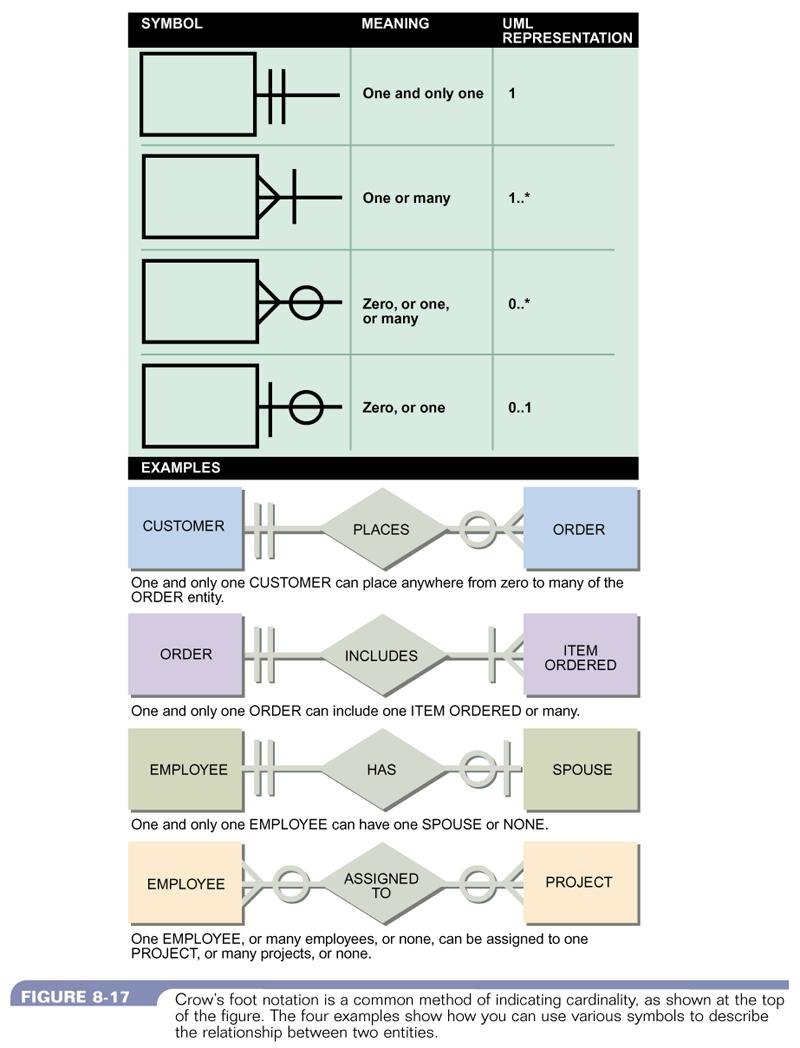 SYMBOL MEANING UML
REPRESENTATION
One and only one 1
One or many 1..*
Zero, or one, 0..*
or many
Zero, or one 0..1
EXAMPLES
CUSTOMER PLACES ORDER
One and only one CUSTOMER can place anywhere from zero to many of the
ORDER entity.
ORDER INCLUDES ITEM
ORDERED
One and only one ORDER can include one ITEM ORDERED or many.
EMPLOYEE HAS SPOUSE
One and only one EMPLOYEE can have one SPOUSE or NONE.
EMPLOYEE ASSIGNED PROJECT
TO
One EMPLOYEE, or many employees, or none, can be assigned to one
PROJECT, or many projects, or none.
FIGURE 8-17 Crow's foot notation is a common method of indicating cardinality, as shown at the top
of the figure. The four examples show how you can use various symbols to describe
the relationship between two entities.